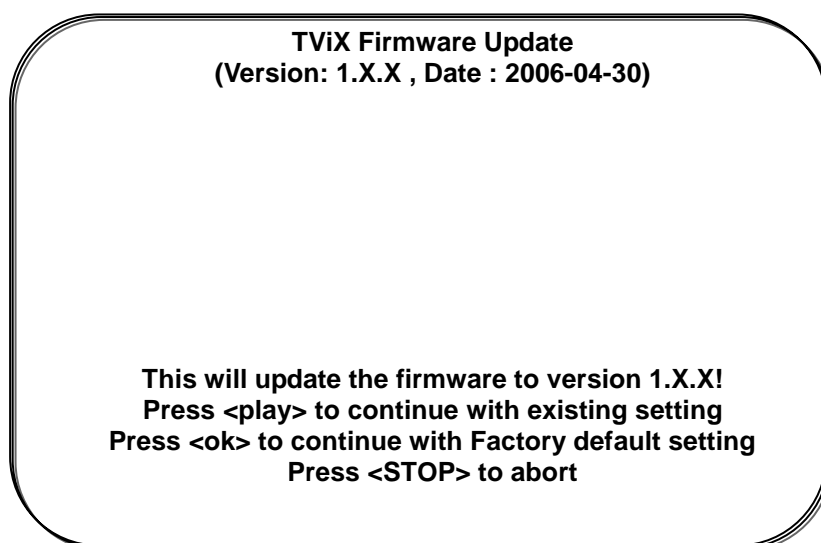 TViX Firmware Update
(Version: 1.X.X , Date : 2006-04-30)
This will update the firmware to version 1.X.X!
Press <play> to continue with existing setting
Press <ok> to continue with Factory default setting
Press <STOP> to abort